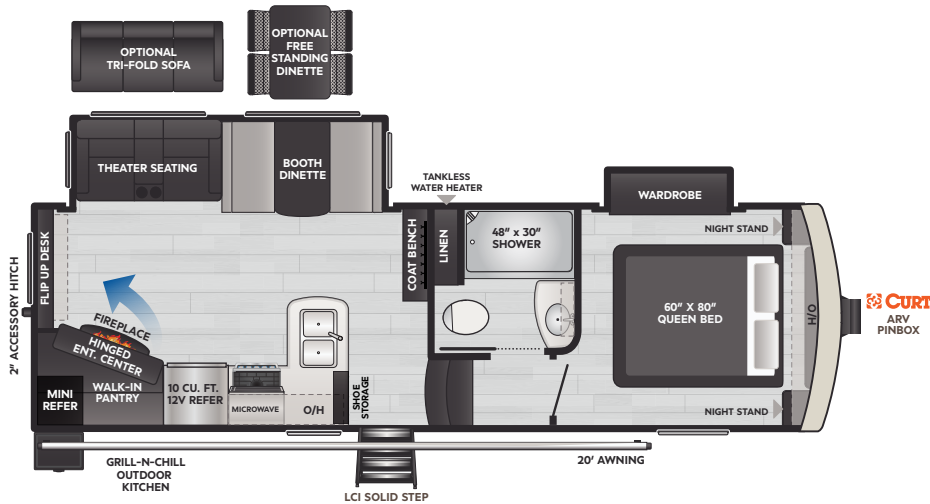 OPTIONAL
TRI-FOLD SOFA
OPTIONAL
FREE
STANDING
DINETTE
THEATER SEATING
BOOTH
DINETTE
TANKLESS
WATER HEATER
WARDROBE
FLIP UP DESK
COAT BENCH
LINEN
48" x 30"
SHOWER
NIGHT STAND
2" ACCESSORY HITCH
60" X 80"
QUEEN BED
H/O
CURT
ARV
PINBOX
FIREPLACE
HINGED
ENT. CENTER
MINI
REFER
WALK-IN
PANTRY
10 CU. FT.
12V REFER
MICROWAVE
O/H
SHOE
STORAGE
NIGHT STAND
GRILL-N-CHILL
OUTDOOR
KITCHEN
20' AWNING
LCI SOLID STEP